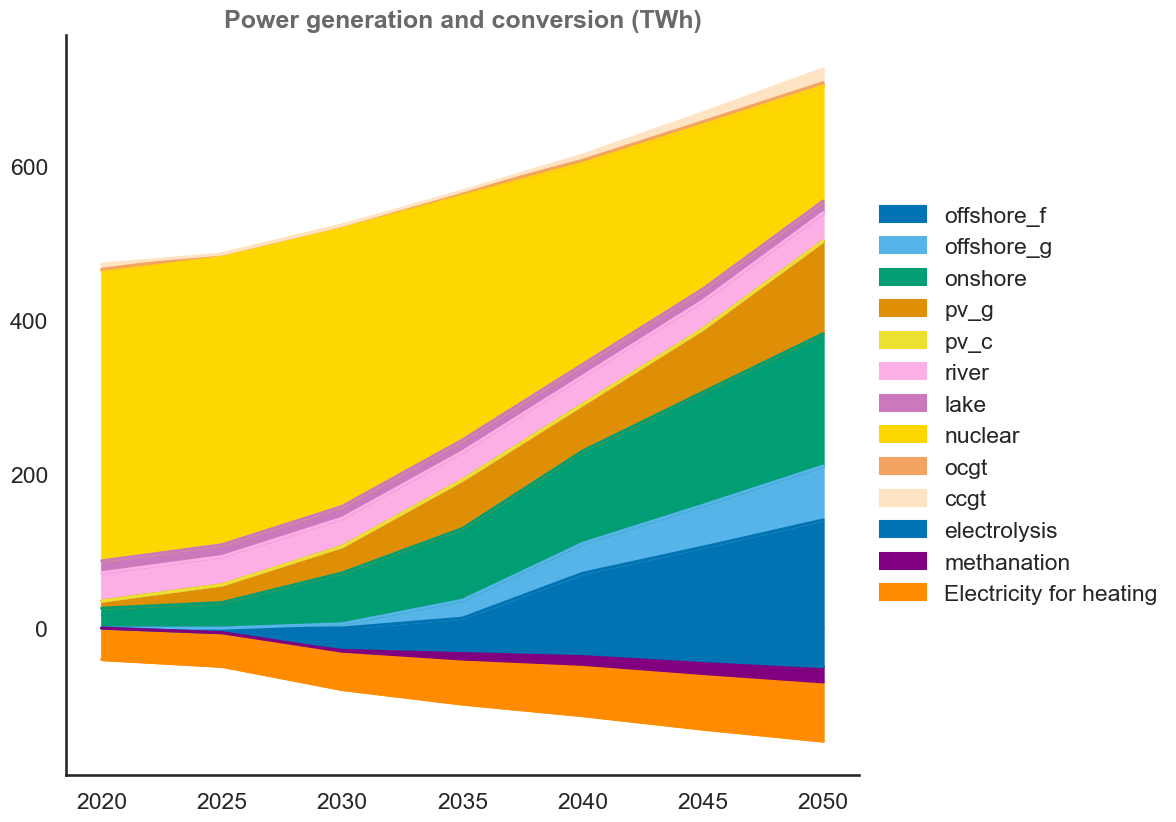 Power generation and conversion (TWh)
600
400
200
0
2020 2025 2030 2035 2040 2045 2050
offshore_f
offshore_g
onshore
pv_g
pv_c
river
lake
nuclear
ocgt
ccgt
electrolysis
methanation
Electricity for heating